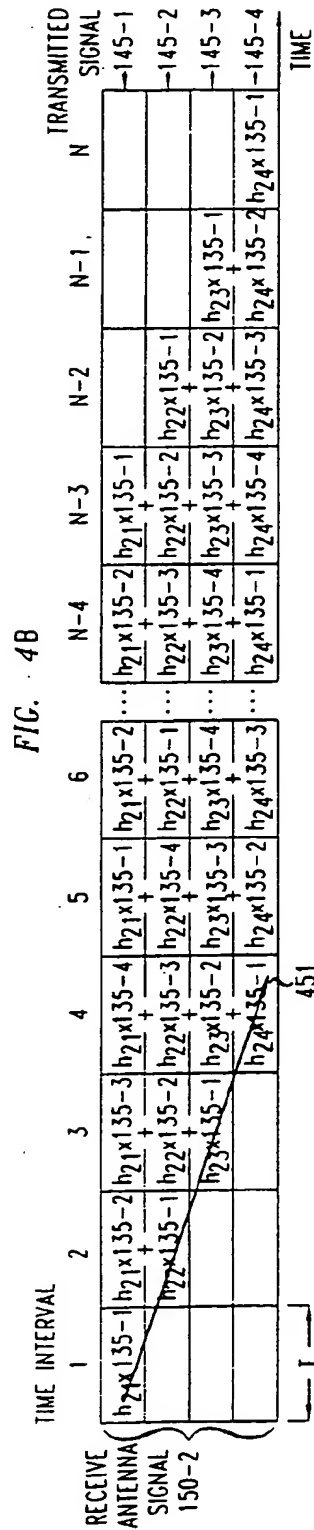 FIG. 4B
TIME INTERVAL TRANSMITTED
1 2 3 4 5 6 N-4 N-3 N-2 N-1 N SIGNAL
h21x135-1 h21x135-2 h21x135-3 h21x135-4 h21x135-1 h21x135-2 ... h21x135-2 h21x135-1 →145-1
+ + + + + + +
h22x135-1 h22x135-2 h22x135-3 h22x135-4 h22x135-1 ... h22x135-3 h22x135-2 h22x135-1 →145-2
+ + + + + + +
h23x135-1 h23x135-2 h23x135-3 h23x135-4 ... h23x135-4 h23x135-3 h23x135-2 h23x135-1 →145-3
+ + + + + + +
h24x135-1 h24x135-2 h24x135-3 ... h24x135-1 h24x135-4 h24x135-3 h24x135-2 h24x135-1 →145-4
RECEIVE
ANTENNA
SIGNAL
150-2
T
451
TIME